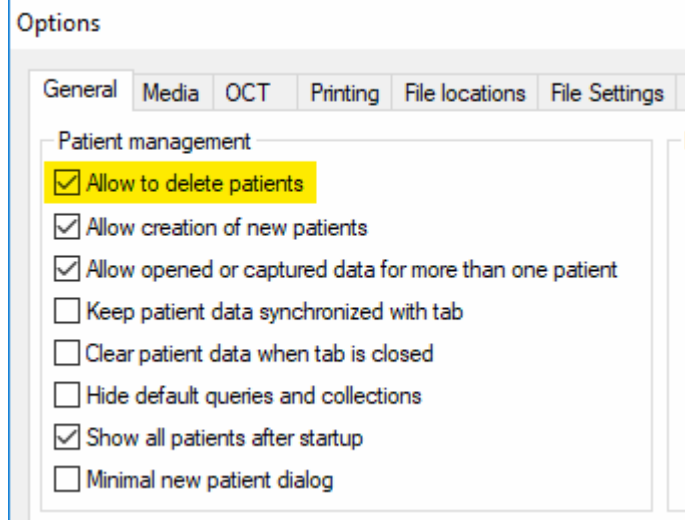 Options
General Media OCT Printing File locations File Settings
Patient management
Allow to delete patients
Allow creation of new patients
Allow opened or captured data for more than one patient
Keep patient data synchronized with tab
Clear patient data when tab is closed
Hide default queries and collections
Show all patients after startup
Minimal new patient dialog